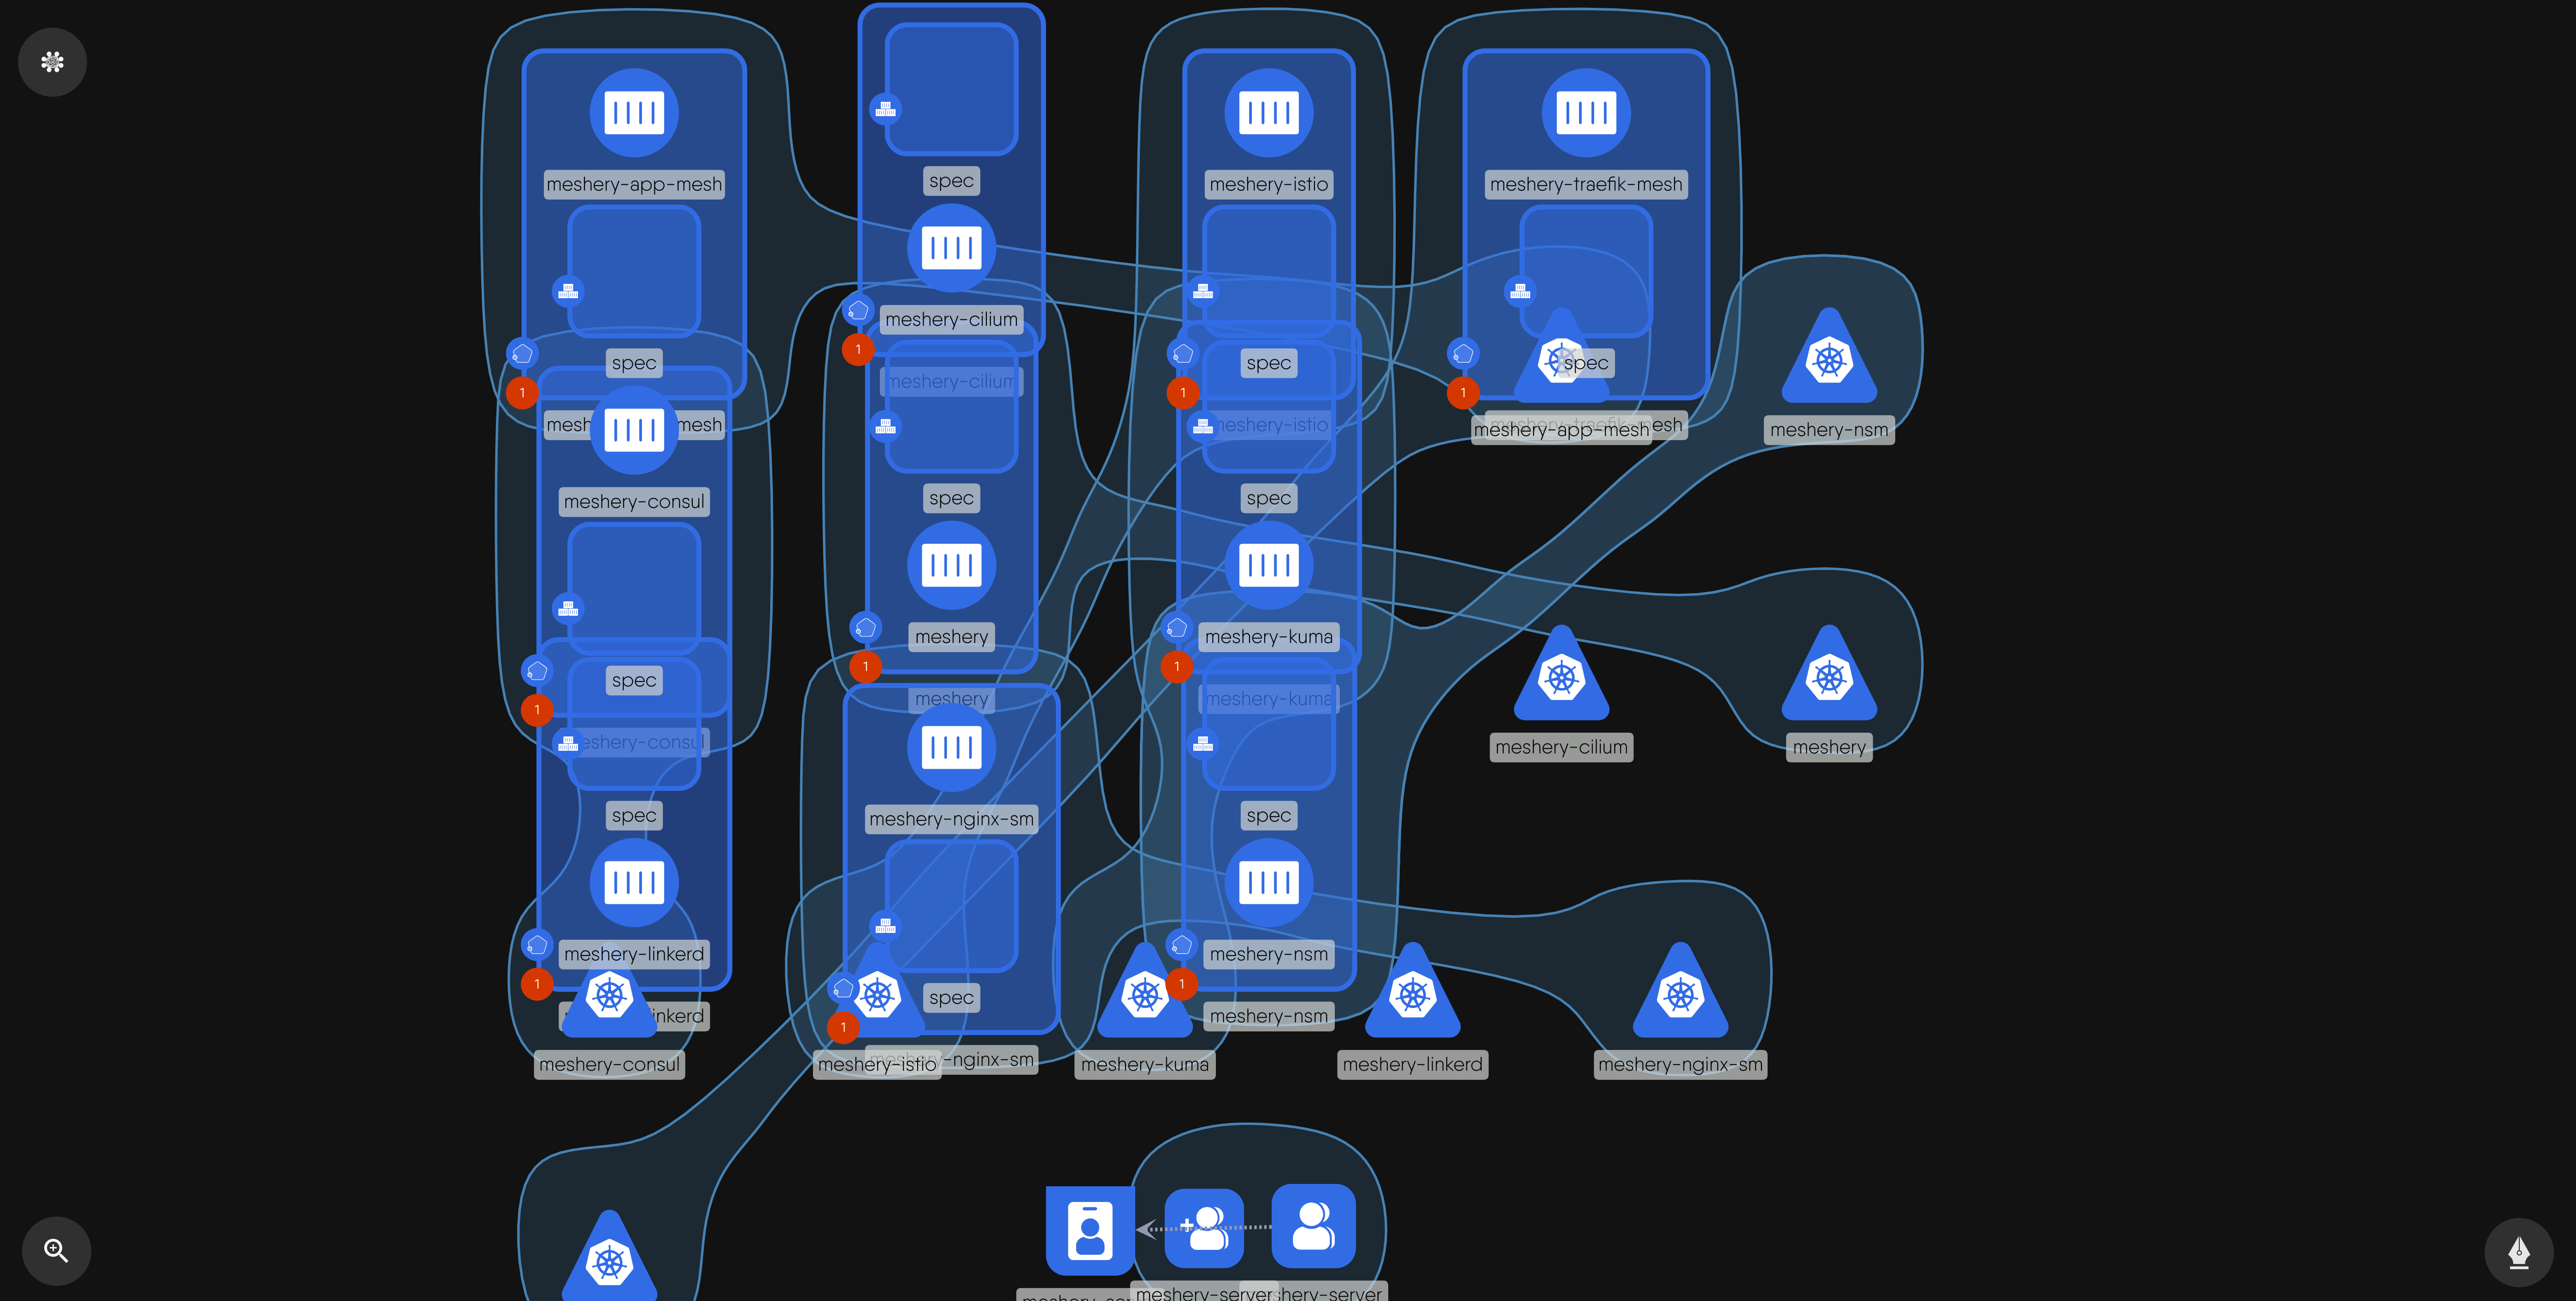 meshery-app-mesh
spec
1
mesh
mesh
meshery-consul
spec
1
meshery-consul
spec
meshery-linkerd
1
inkerd
meshery-consul
spec
meshery-cilium
1
meshery-cilium
spec
meshery
1
meshery
meshery-nginx-sm
spec
1
meshery-istio
-nginx-sm
meshery-istio
spec
1
meshery-istio
spec
meshery-kuma
1
meshery-kuma
spec
meshery-nsm
1
meshery-nsm
meshery-kuma
meshery-traefik-mesh
spec
1
meshery-app-mesh
esh
meshery-nsm
meshery-cilium
meshery
meshery-linkerd
meshery-nginx-sm
meshery-server
hery-server